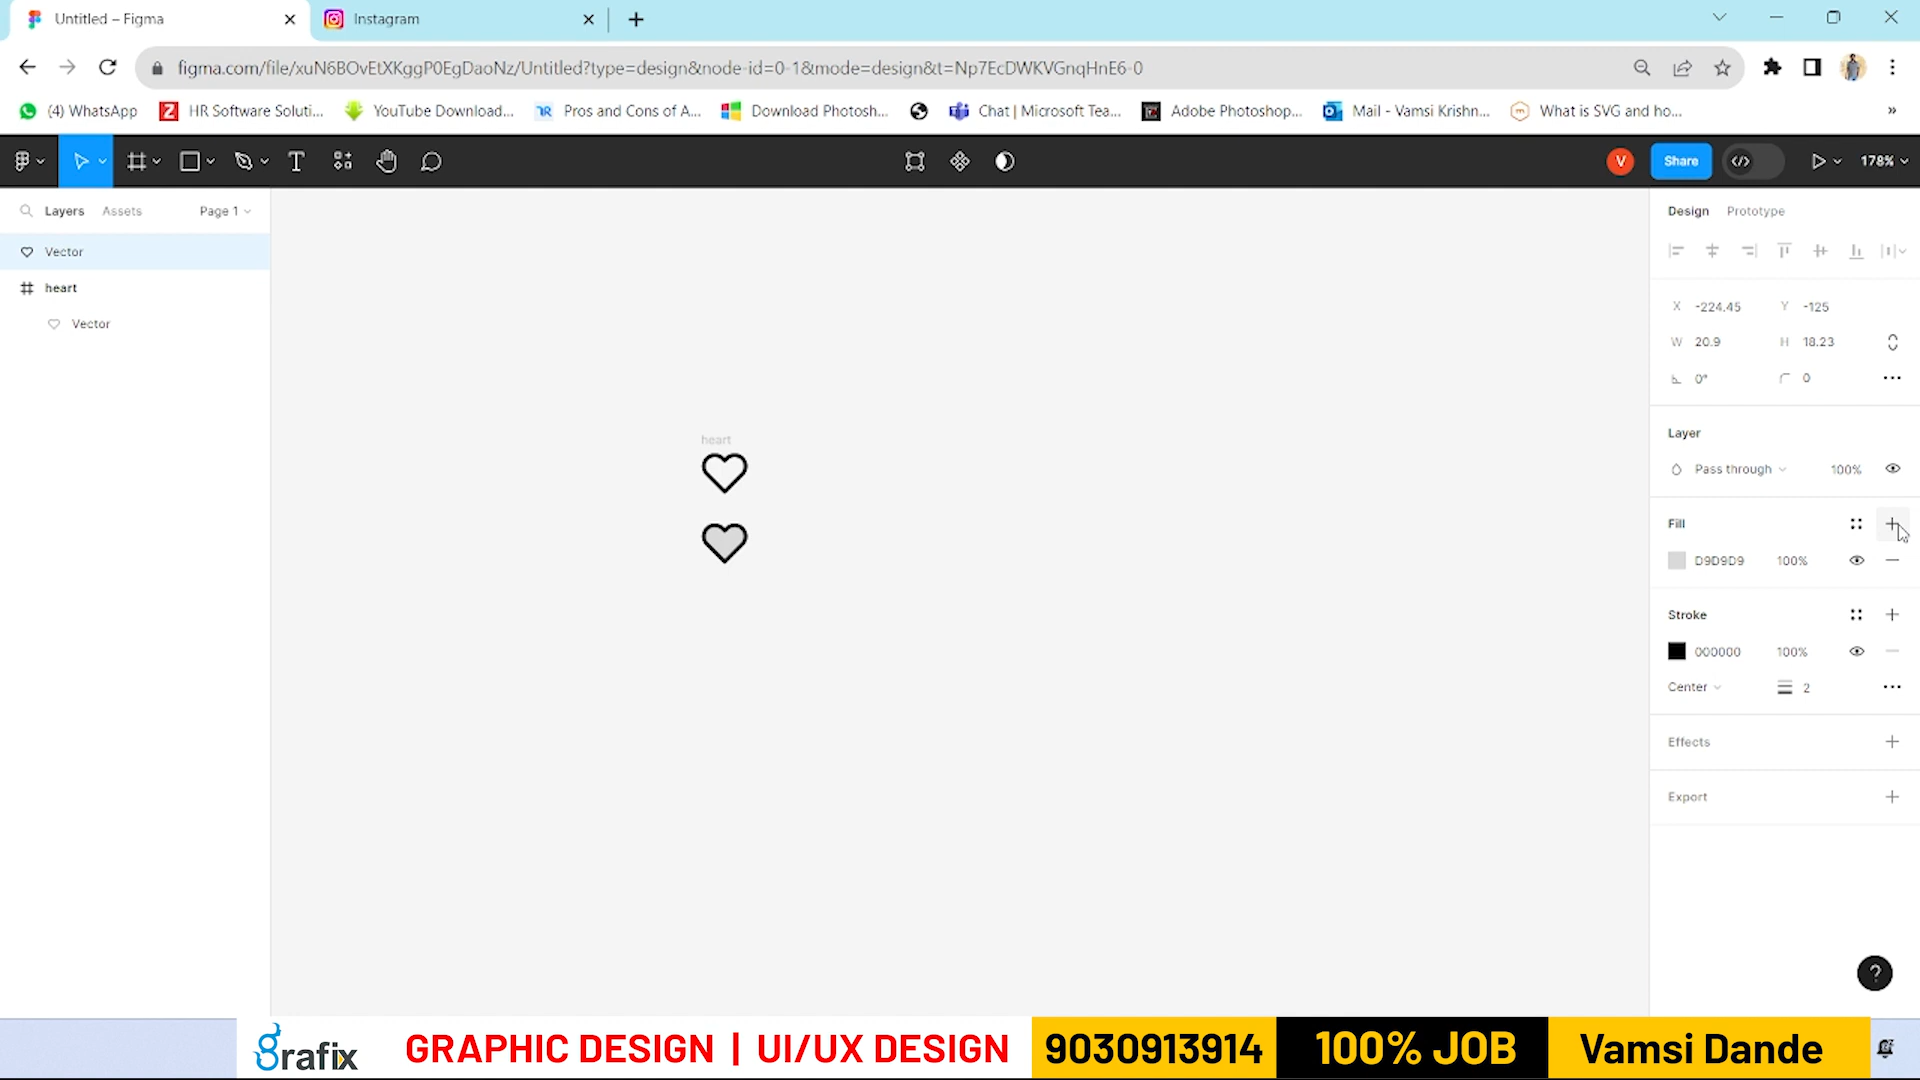 Untitled – Figma
Instagram
figma.com/file/xuN6BOvEtXKggP0EgDaoNz/Untitled?type=design&node-id=0-1&mode=design&t=Np7EcDWKVGnqHnE6-0
(4) WhatsApp
HR Software Soluti...
YouTube Download...
Pros and Cons of A...
Download Photosh...
Chat | Microsoft Tea...
Adobe Photoshop...
Mail - Vamsi Krishn...
What is SVG and ho...
»
V
Share
178%
Layers
Assets
Page 1
Design
Prototype
Vector
heart
Vector
heart
X -224.45
Y -125
W 20.9
H 18.23
0°
0
Layer
Pass through
100%
Fill
D9D9D9
100%
Stroke
000000
100%
Center
2
Effects
Export
?
Grafix
GRAPHIC DESIGN | UI/UX DESIGN
9030913914
100% JOB
Vamsi Dande